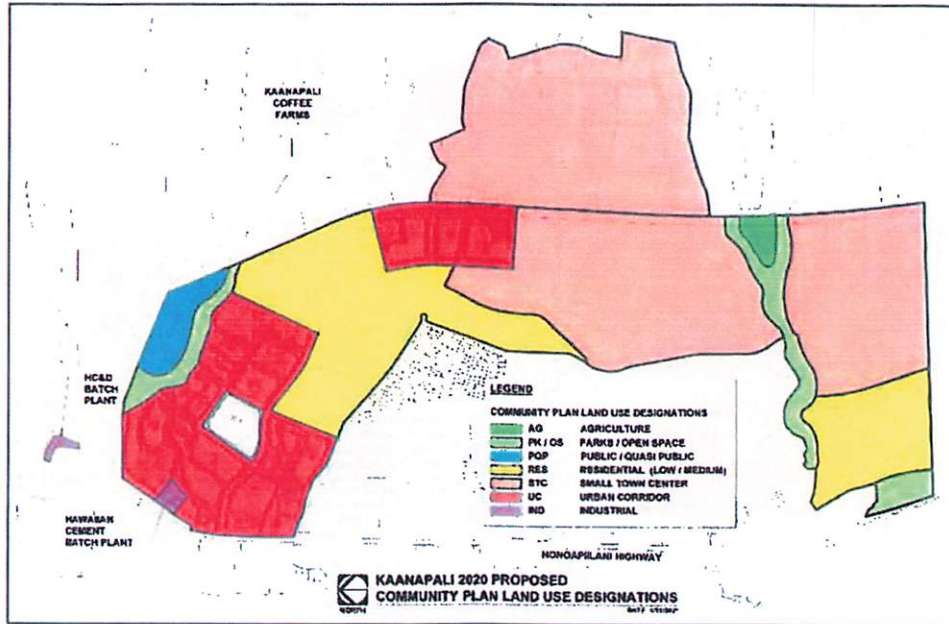 KAANAPALI
COFFEE
FARMS
HC&D
BATCH
PLANT
HAWAIIAN
CEMENT
BATCH PLANT
LEGEND
COMMUNITY PLAN LAND USE DESIGNATIONS
AG AGRICULTURE
PK / OS PARKS / OPEN SPACE
PQP PUBLIC / QUASI PUBLIC
RES RESIDENTIAL (LOW / MEDIUM)
STC SMALL TOWN CENTER
UC URBAN CORRIDOR
IND INDUSTRIAL
HONOAPIILANI HIGHWAY
NORTH
KAANAPALI 2020 PROPOSED
COMMUNITY PLAN LAND USE DESIGNATIONS
DATE